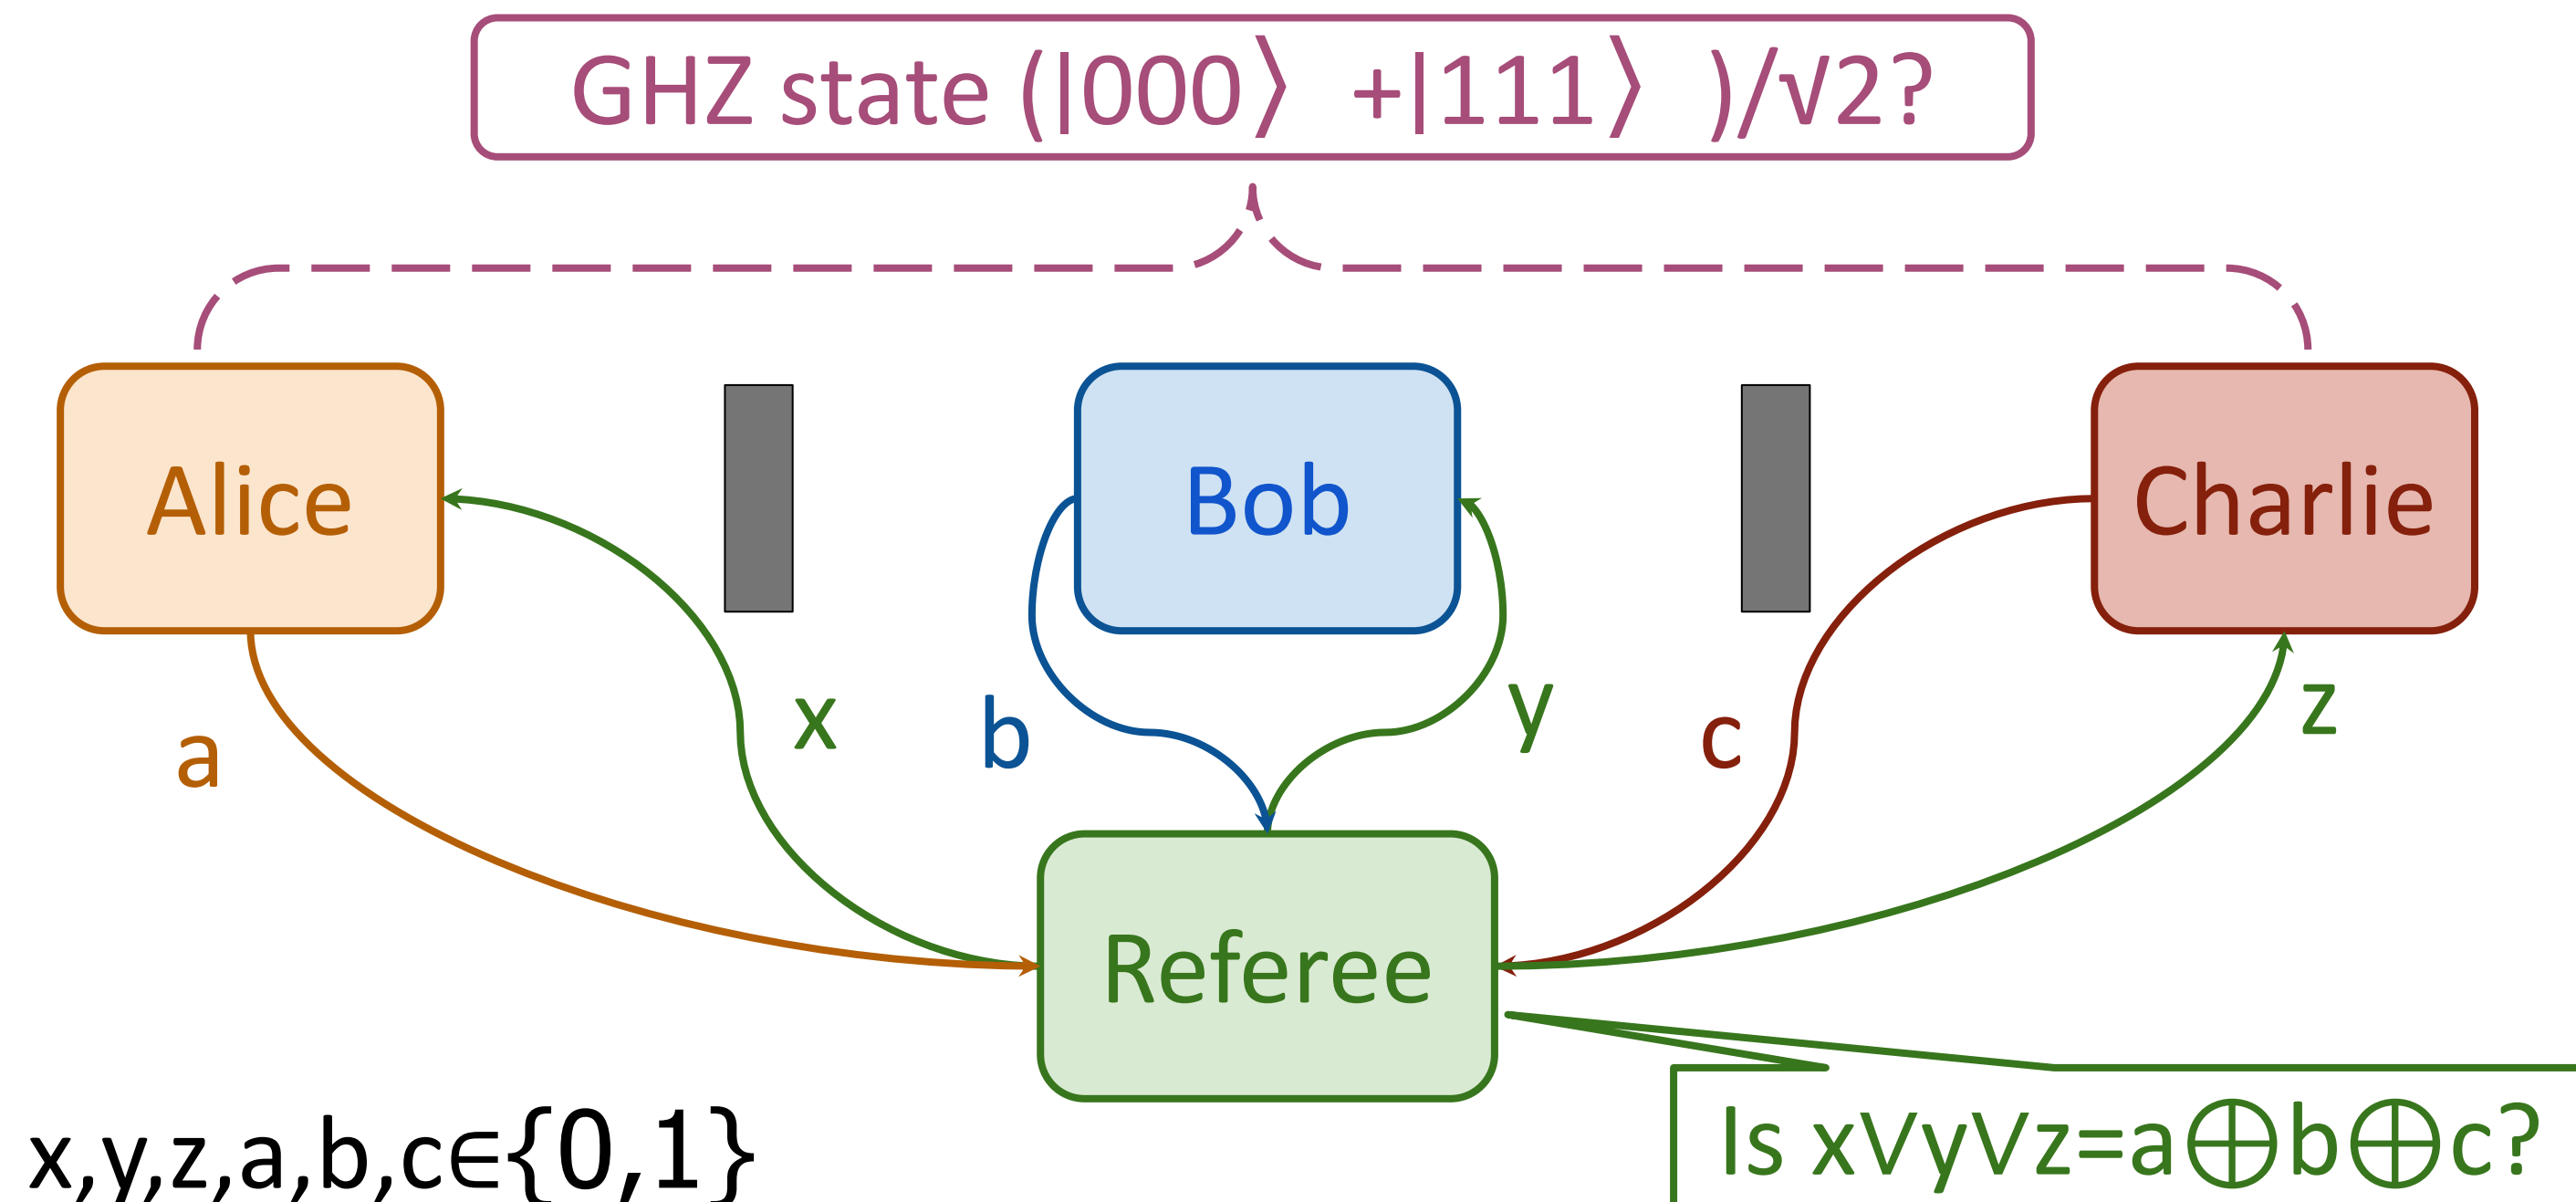 GHZ state (|000⟩ +|111⟩ )/√2?
Alice
Bob
Charlie
a
x
b
y
c
z
Referee
x,y,z,a,b,c∈{0,1}
Is x∨y∨z=a⊕b⊕c?